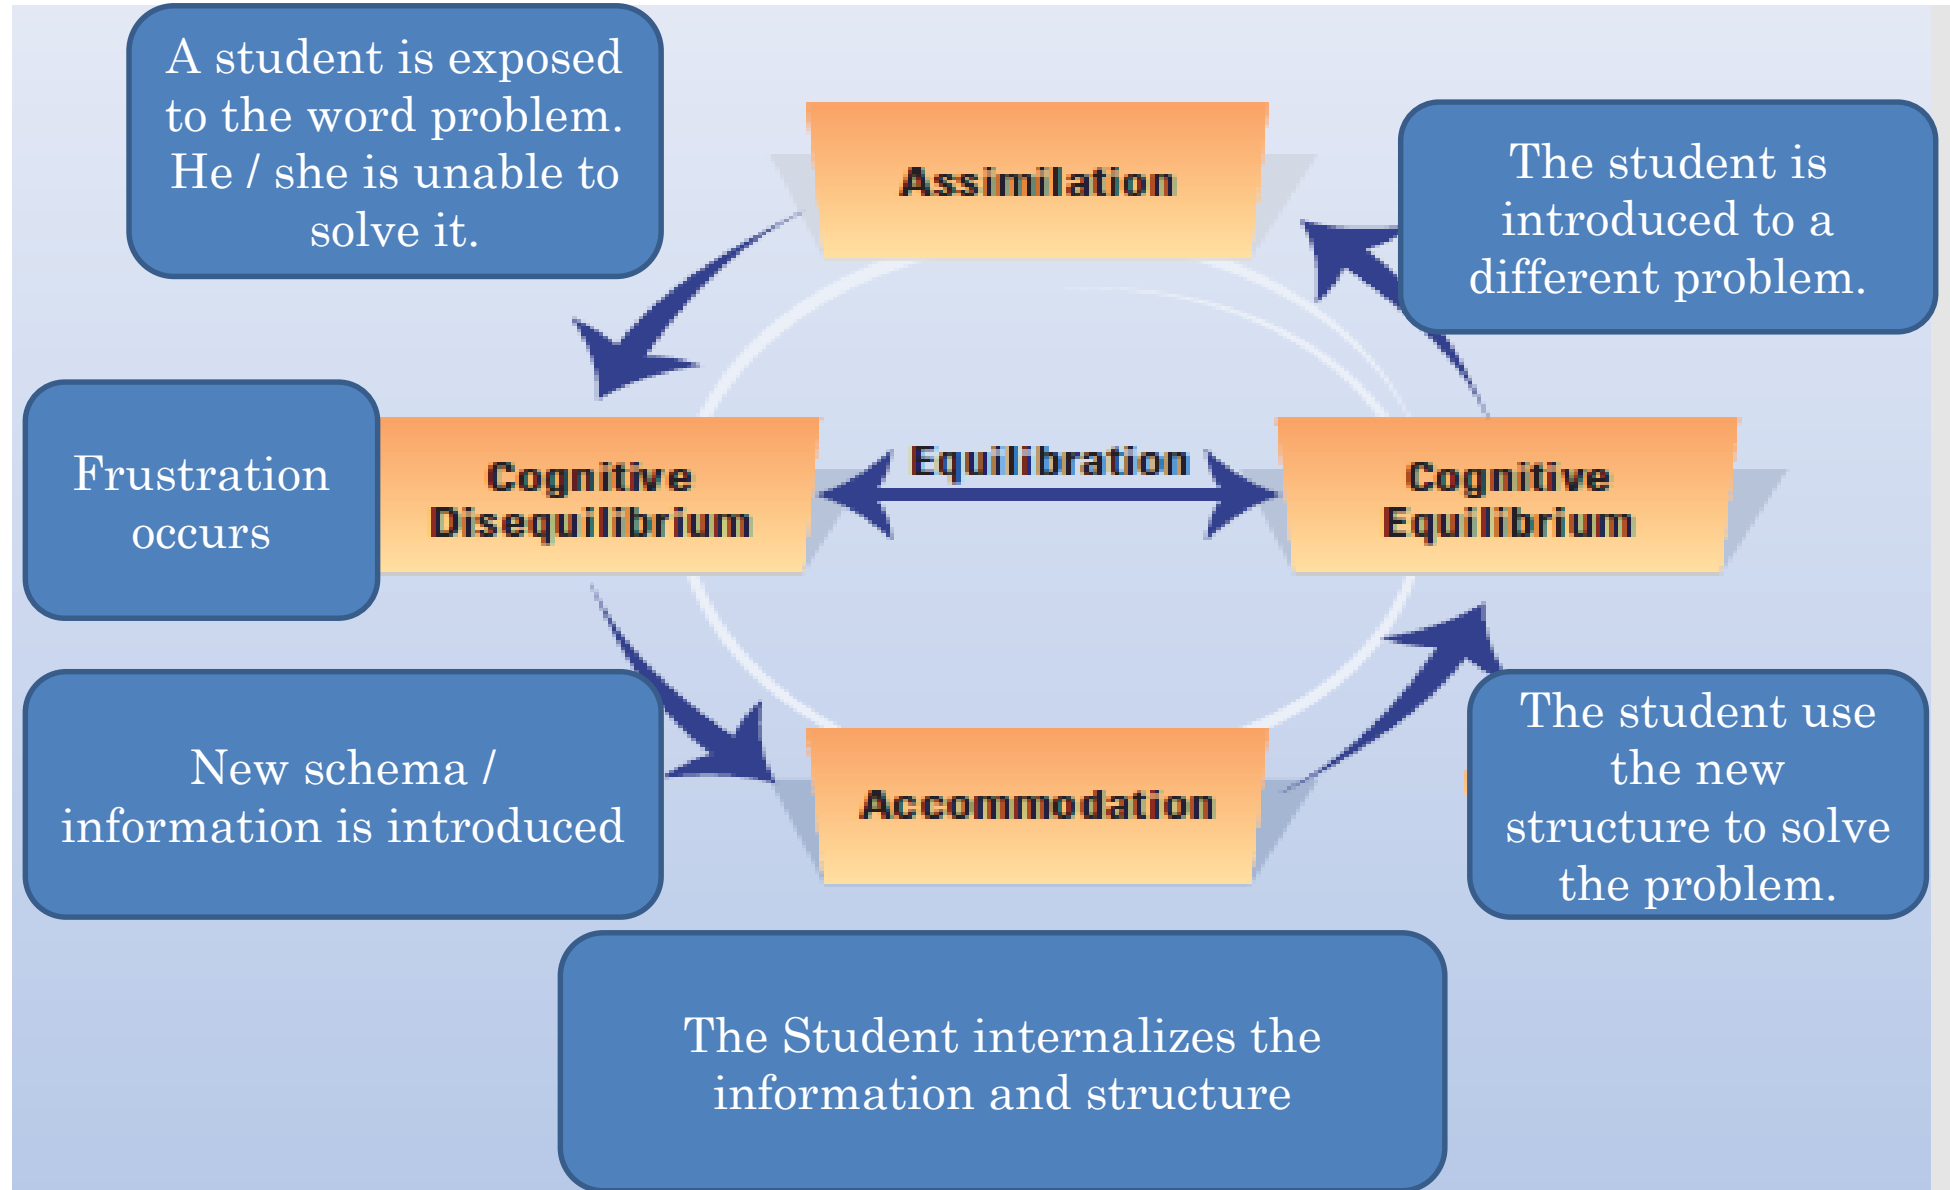 A student is exposed
to the word problem.
He / she is unable to
solve it.
Assimilation
The student is
introduced to a
different problem.
Frustration
occurs
Cognitive
Disequilibrium
Equilibration
Cognitive
Equilibrium
New schema /
information is introduced
Accommodation
The student use
the new
structure to solve
the problem.
The Student internalizes the
information and structure